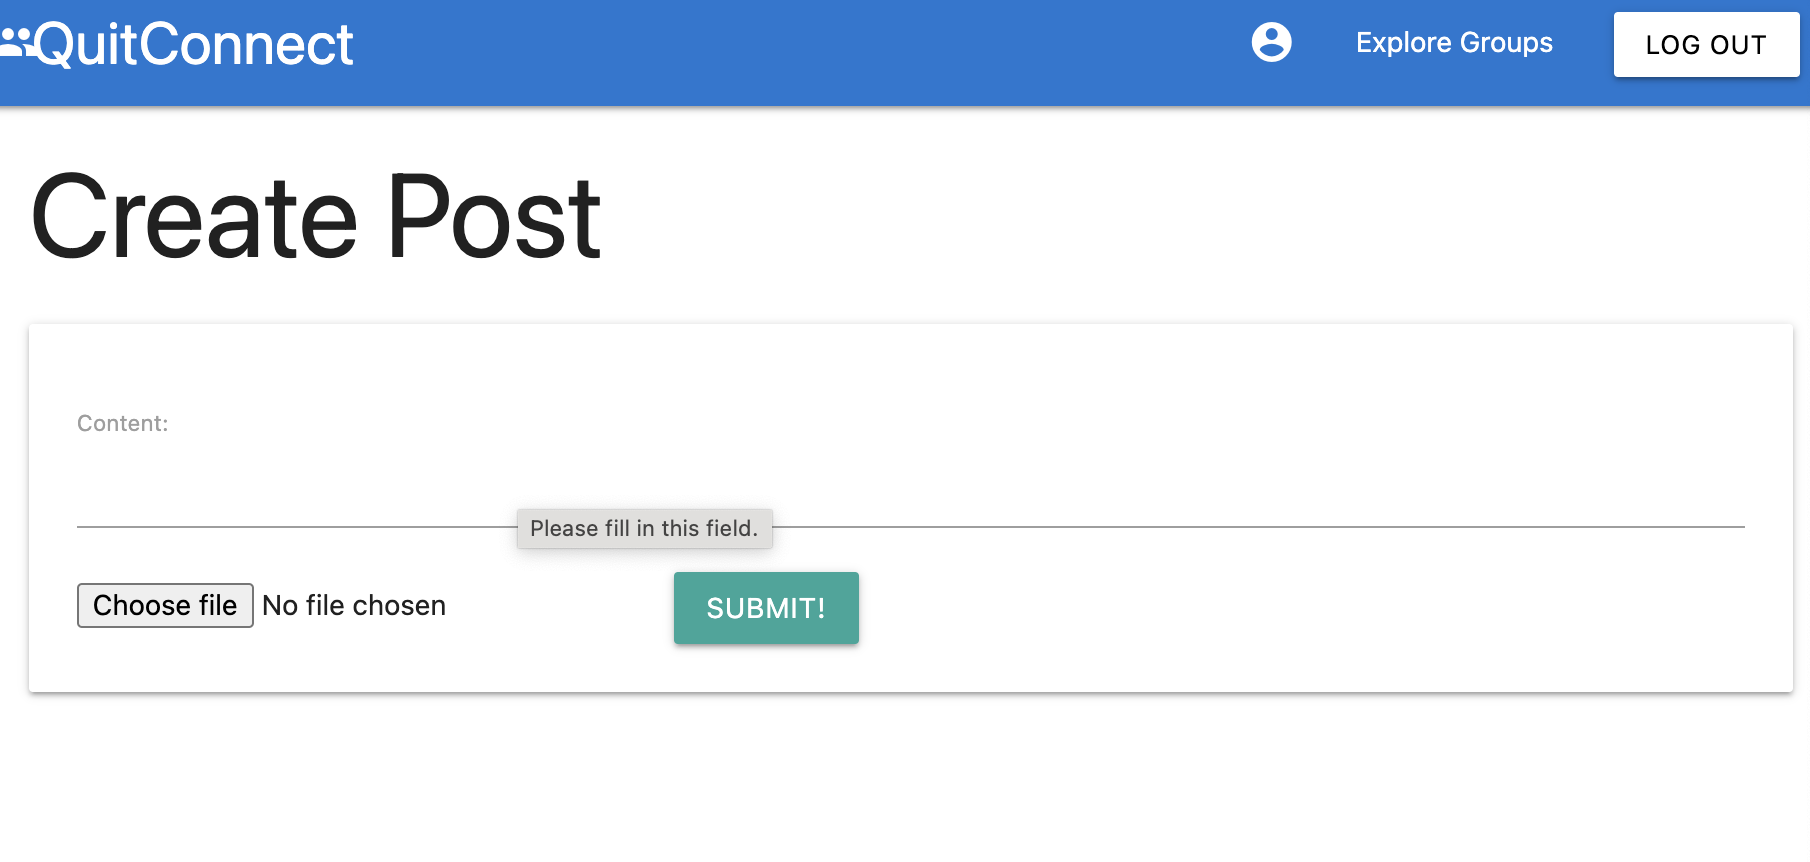 QuitConnect
Explore Groups
LOG OUT
Create Post
Content:
Please fill in this field.
Choose file No file chosen
SUBMIT!